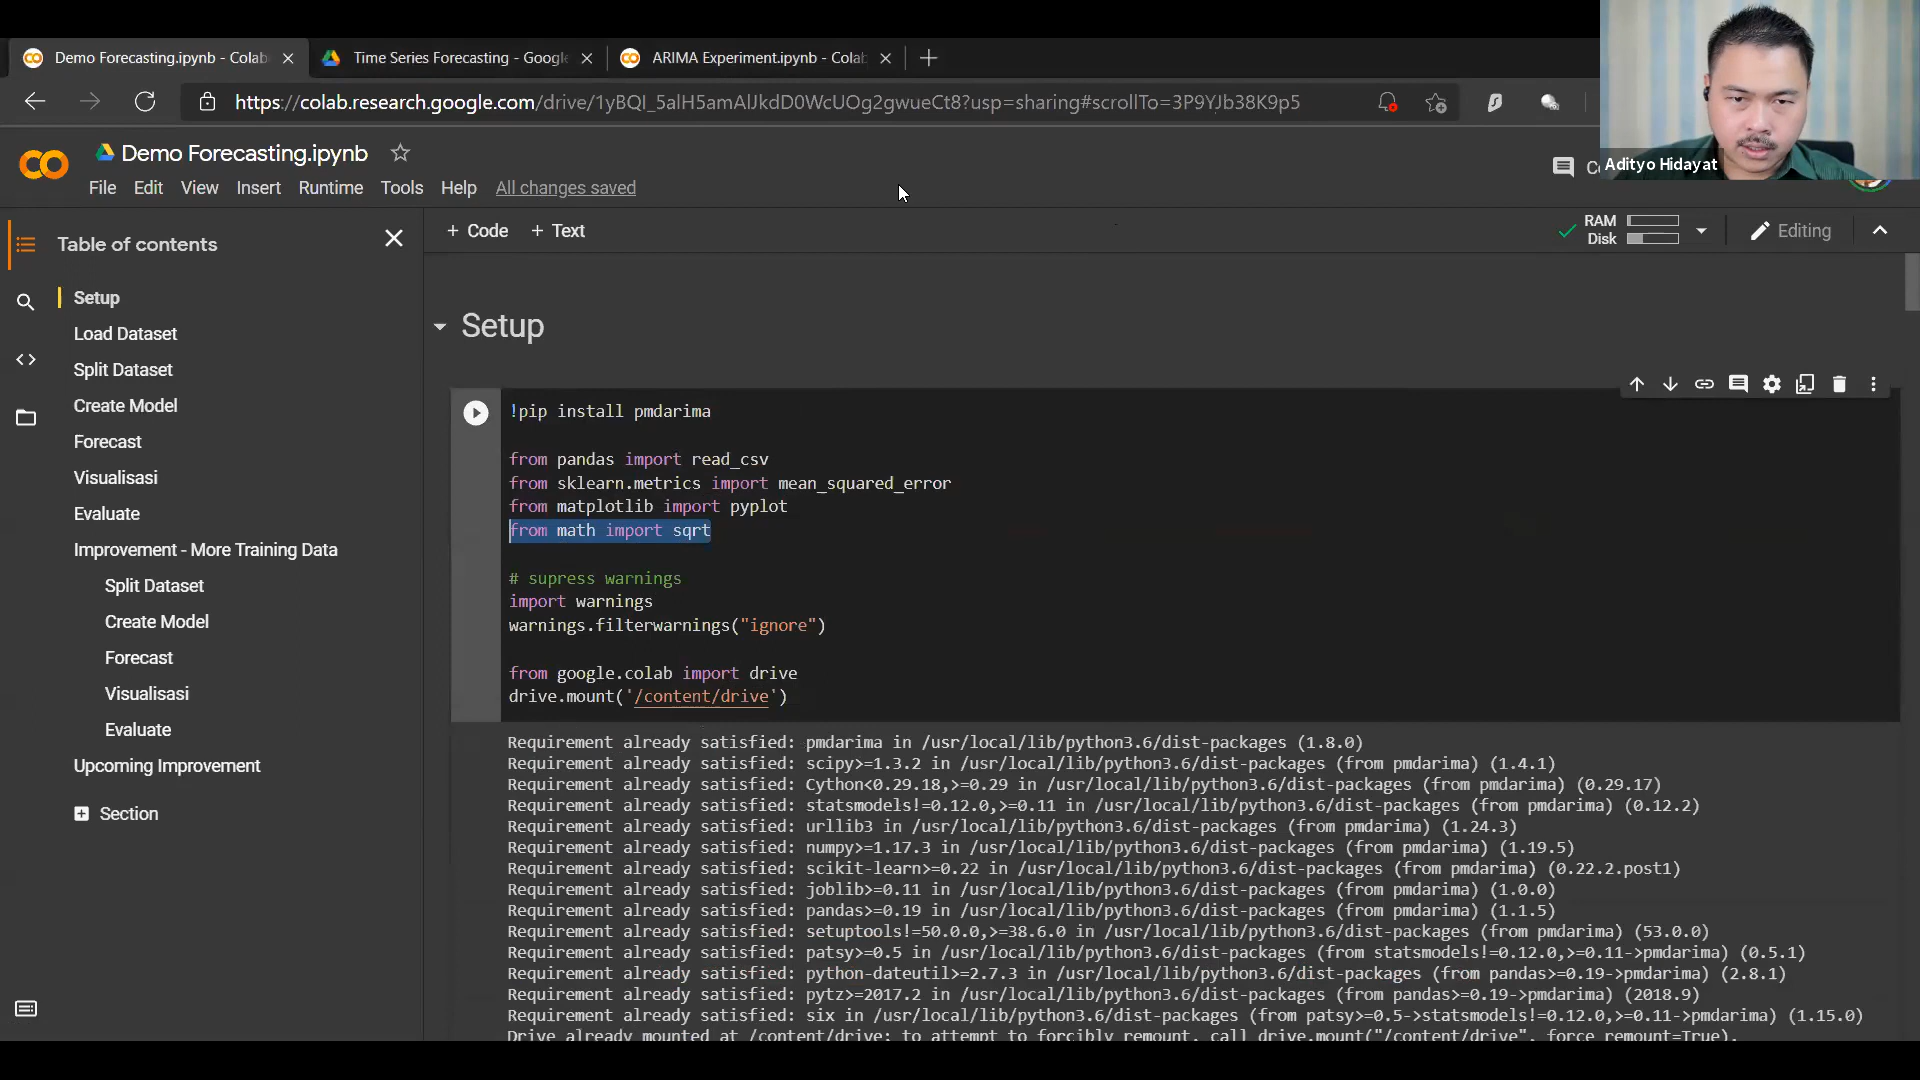 Demo Forecasting.ipynb - Colab
Time Series Forecasting - Google
ARIMA Experiment.ipynb - Colab
https://colab.research.google.com/drive/1yBQI_5alH5amAlJkdD0WcUOg2gwueCt8?usp=sharing#scrollTo=3P9YJb38K9p5
Demo Forecasting.ipynb
Adityo Hidayat
File Edit View Insert Runtime Tools Help All changes saved
Table of contents
+ Code + Text
RAM
Disk
Editing
Setup
Load Dataset
Split Dataset
Create Model
Forecast
Visualisasi
Evaluate
Improvement - More Training Data
Split Dataset
Create Model
Forecast
Visualisasi
Evaluate
Upcoming Improvement
Section
Setup
!pip install pmdarima
from pandas import read_csv
from sklearn.metrics import mean_squared_error
from matplotlib import pyplot
from math import sqrt
# supress warnings
import warnings
warnings.filterwarnings("ignore")
from google.colab import drive
drive.mount('/content/drive')
Requirement already satisfied: pmdarima in /usr/local/lib/python3.6/dist-packages (1.8.0)
Requirement already satisfied: scipy>=1.3.2 in /usr/local/lib/python3.6/dist-packages (from pmdarima) (1.4.1)
Requirement already satisfied: Cython<0.29.18,>=0.29 in /usr/local/lib/python3.6/dist-packages (from pmdarima) (0.29.17)
Requirement already satisfied: statsmodels!=0.12.0,>=0.11 in /usr/local/lib/python3.6/dist-packages (from pmdarima) (0.12.2)
Requirement already satisfied: urllib3 in /usr/local/lib/python3.6/dist-packages (from pmdarima) (1.24.3)
Requirement already satisfied: numpy>=1.17.3 in /usr/local/lib/python3.6/dist-packages (from pmdarima) (1.19.5)
Requirement already satisfied: scikit-learn>=0.22 in /usr/local/lib/python3.6/dist-packages (from pmdarima) (0.22.2.post1)
Requirement already satisfied: joblib>=0.11 in /usr/local/lib/python3.6/dist-packages (from pmdarima) (1.0.0)
Requirement already satisfied: pandas>=0.19 in /usr/local/lib/python3.6/dist-packages (from pmdarima) (1.1.5)
Requirement already satisfied: setuptools!=50.0.0,>=38.6.0 in /usr/local/lib/python3.6/dist-packages (from pmdarima) (53.0.0)
Requirement already satisfied: patsy>=0.5 in /usr/local/lib/python3.6/dist-packages (from statsmodels!=0.12.0,>=0.11->pmdarima) (0.5.1)
Requirement already satisfied: python-dateutil>=2.7.3 in /usr/local/lib/python3.6/dist-packages (from pandas>=0.19->pmdarima) (2.8.1)
Requirement already satisfied: pytz>=2017.2 in /usr/local/lib/python3.6/dist-packages (from pandas>=0.19->pmdarima) (2018.9)
Requirement already satisfied: six in /usr/local/lib/python3.6/dist-packages (from patsy>=0.5->statsmodels!=0.12.0,>=0.11->pmdarima) (1.15.0)
Drive already mounted at /content/drive; to attempt to forcibly remount, call drive.mount("/content/drive", force_remount=True).